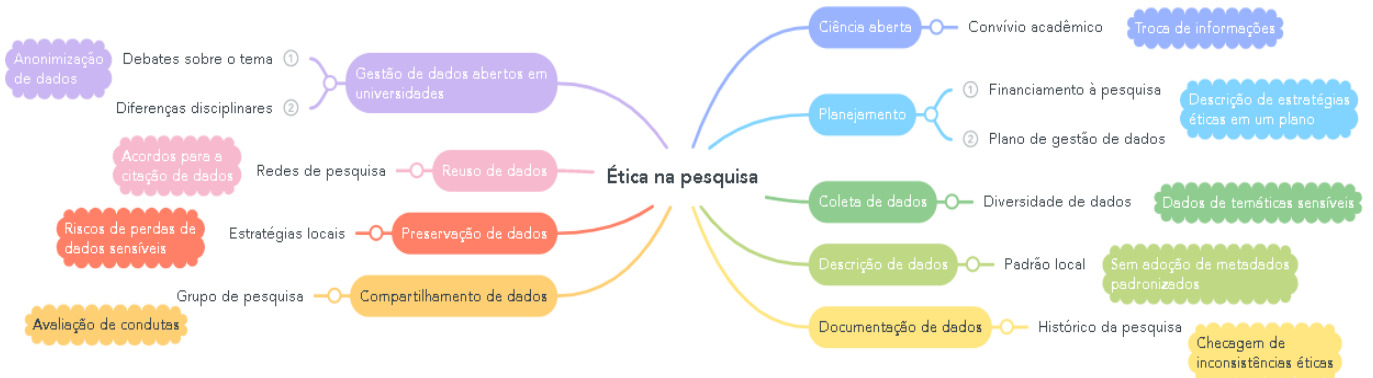 Ética na pesquisa
Ciência aberta
Convívio acadêmico
Troca de informações
Planejamento
1
Financiamento à pesquisa
2
Plano de gestão de dados
Descrição de estratégias
éticas em um plano
Coleta de dados
Diversidade de dados
Dados de temáticas sensíveis
Descrição de dados
Padrão local
Sem adoção de metadados
padronizados
Documentação de dados
Histórico da pesquisa
Checagem de
inconsistências éticas
Gestão de dados abertos em
universidades
Debates sobre o tema
1
Diferenças disciplinares
2
Anonimização
de dados
Reuso de dados
Redes de pesquisa
Acordos para a
citação de dados
Preservação de dados
Estratégias locais
Riscos de perdas de
dados sensíveis
Compartilhamento de dados
Grupo de pesquisa
Avaliação de condutas